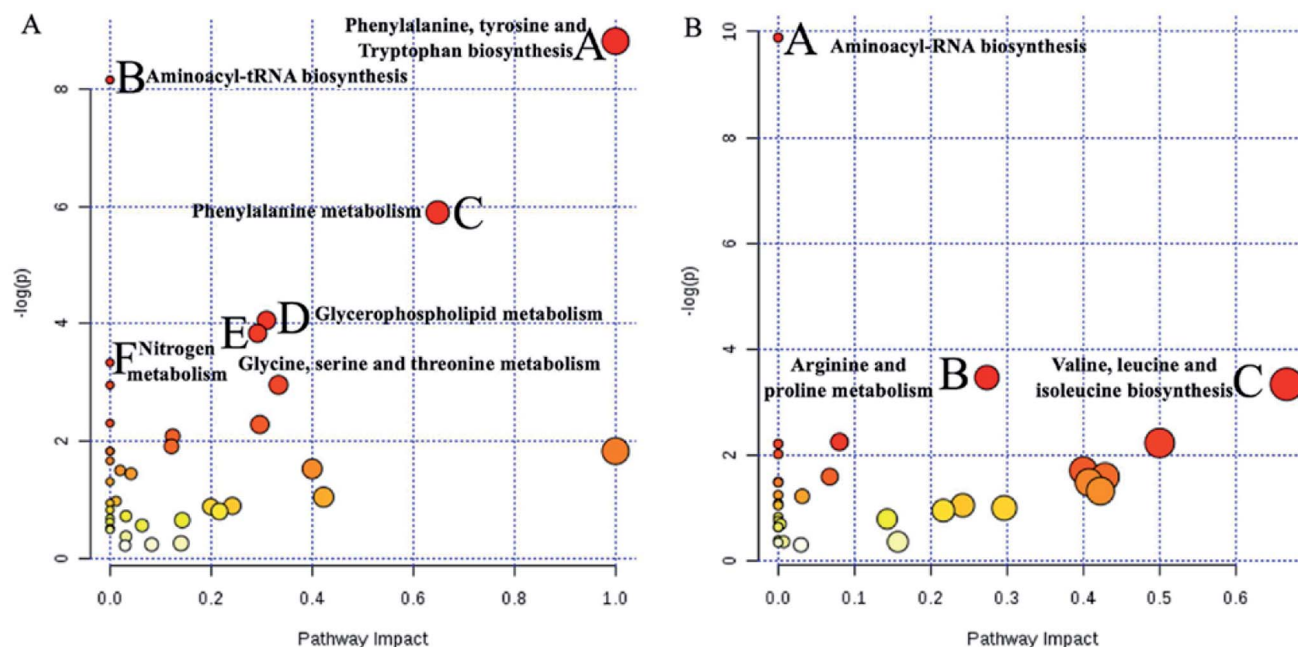 A
Phenylalanine, tyrosine and
Tryptophan biosynthesis A
B Aminoacyl-tRNA biosynthesis
8
Phenylalanine metabolism C
6
-log(p)
D Glycerophospholipid metabolism
4
E
F Nitrogen
metabolism
Glycine, serine and threonine metabolism
2
0
0.0 0.2 0.4 0.6 0.8 1.0
Pathway Impact
B
10
A Aminoacyl-RNA biosynthesis
8
6
-log(p)
4
Arginine and
proline metabolism B
Valine, leucine and
isoleucine biosynthesis C
2
0
0.0 0.1 0.2 0.3 0.4 0.5 0.6
Pathway Impact